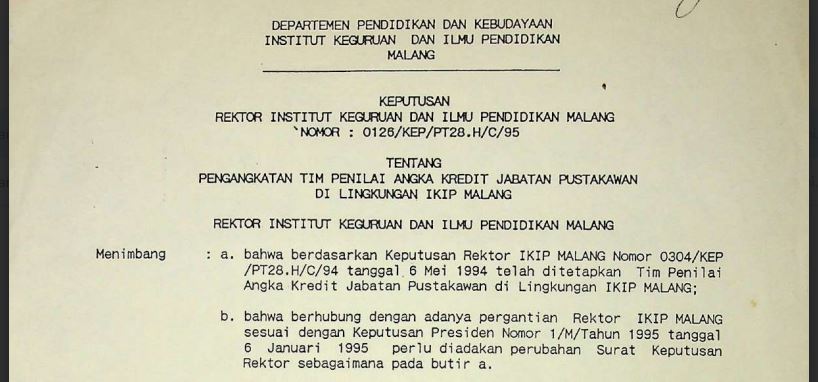 DEPARTEMEN PENDIDIKAN DAN KEBUDAYAAN
INSTITUT KEGURUAN DAN ILMU PENDIDIKAN
MALANG
KEPUTUSAN
REKTOR INSTITUT KEGURUAN DAN ILMU PENDIDIKAN MALANG
NOMOR : 0126/KEP/PT28.H/C/95
TENTANG
PENGANGKATAN TIM PENILAI ANGKA KREDIT JABATAN PUSTAKAWAN
DI LINGKUNGAN IKIP MALANG
REKTOR INSTITUT KEGURUAN DAN ILMU PENDIDIKAN MALANG
Menimbang : a. bahwa berdasarkan Keputusan Rektor IKIP MALANG Nomor 0304/KEP
/PT28.H/C/94 tanggal 6 Mei 1994 telah ditetapkan Tim Penilai
Angka Kredit Jabatan Pustakawan di Lingkungan IKIP MALANG;
b. bahwa berhubung dengan adanya pergantian Rektor IKIP MALANG
sesuai dengan Keputusan Presiden Nomor 1/M/Tahun 1995 tanggal
6 Januari 1995 perlu diadakan perubahan Surat Keputusan
Rektor sebagaimana pada butir a.